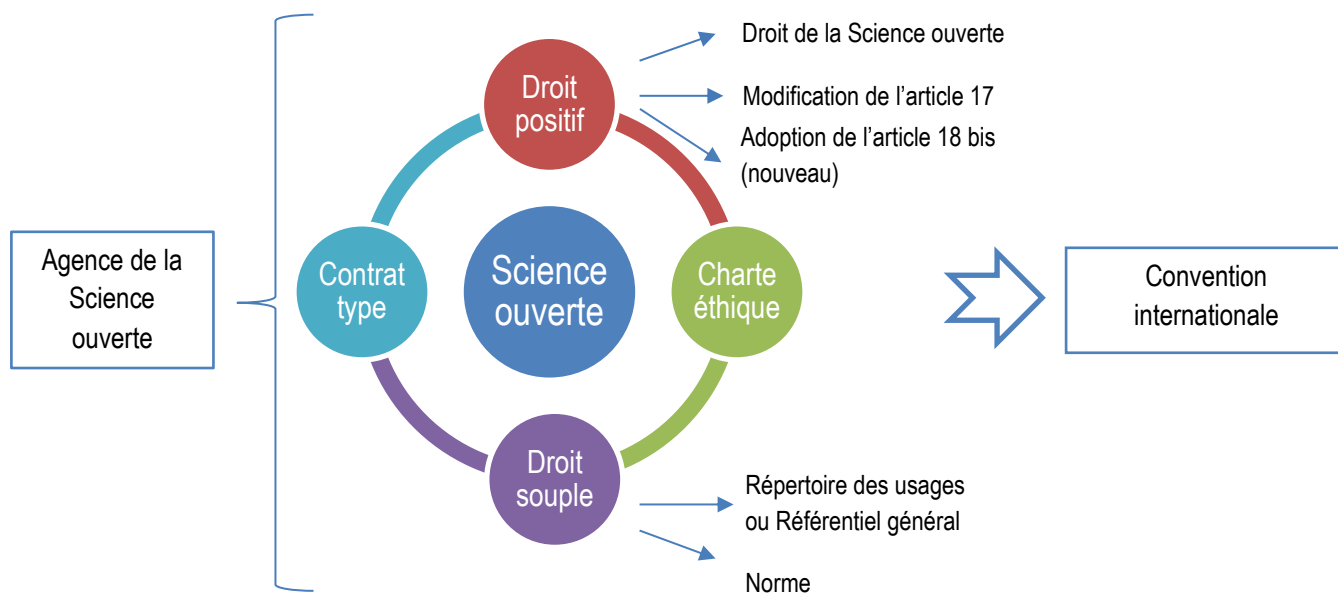 Agence de la
Science
ouverte
Droit
positif
Droit de la Science ouverte
Modification de l’article 17
Adoption de l’article 18 bis
(nouveau)
Contrat
type
Science
ouverte
Charte
éthique
Droit
souple
Répertoire des usages
ou Référentiel général
Norme
Convention
internationale